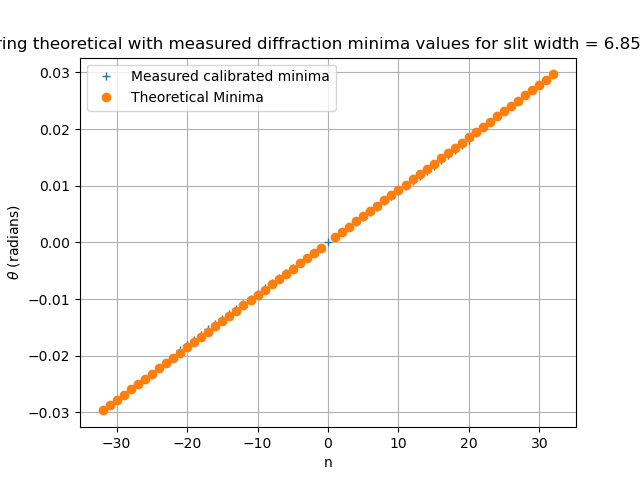 ring theoretical with measured diffraction minima values for slit width = 6.85
Measured calibrated minima
Theoretical Minima
0.03
0.02
0.01
0.00
−0.01
−0.02
−0.03
θ (radians)
−30 −20 −10 0 10 20 30
n